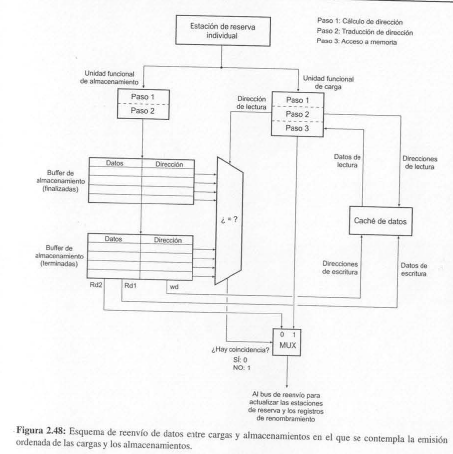 Estación de reserva
individual
Paso 1: Cálculo de dirección
Paso 2: Traducción de dirección
Paso 3: Acceso a memoria
Unidad funcional
de almacenamiento
Unidad funcional
de carga
Paso 1
Paso 2
Dirección
de lectura
Paso 1
Paso 2
Paso 3
Datos de
lectura
Direcciones
de lectura
Buffer de
almacenamiento
(finalizadas)
Datos
Dirección
¿ = ?
Caché de datos
Buffer de
almacenamiento
(terminadas)
Datos
Dirección
Direcciones
de escritura
Datos de
escritura
Rd2
Rd1
wd
¿Hay coincidencia?
SÍ: 0
NO: 1
0 1
MUX
Al bus de reenvío para
actualizar las estaciones
de reserva y los registros
de renombramiento
Figura 2.48: Esquema de reenvío de datos entre cargas y almacenamientos en el que se contempla la emisión
ordenada de las cargas y los almacenamientos.